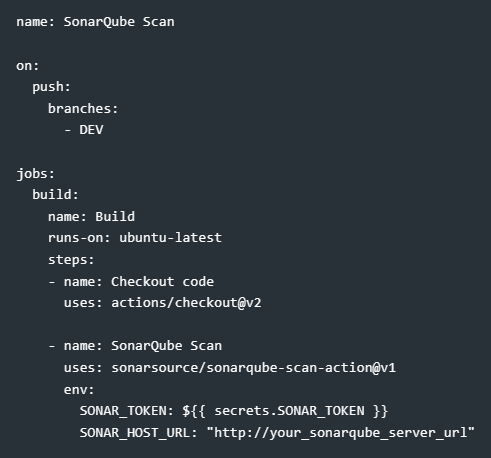 name: SonarQube Scan
on:
  push:
    branches:
      - DEV
jobs:
  build:
    name: Build
    runs-on: ubuntu-latest
    steps:
    - name: Checkout code
      uses: actions/checkout@v2
    - name: SonarQube Scan
      uses: sonarsource/sonarqube-scan-action@v1
      env:
        SONAR_TOKEN: ${{ secrets.SONAR_TOKEN }}
        SONAR_HOST_URL: "http://your_sonarqube_server_url"